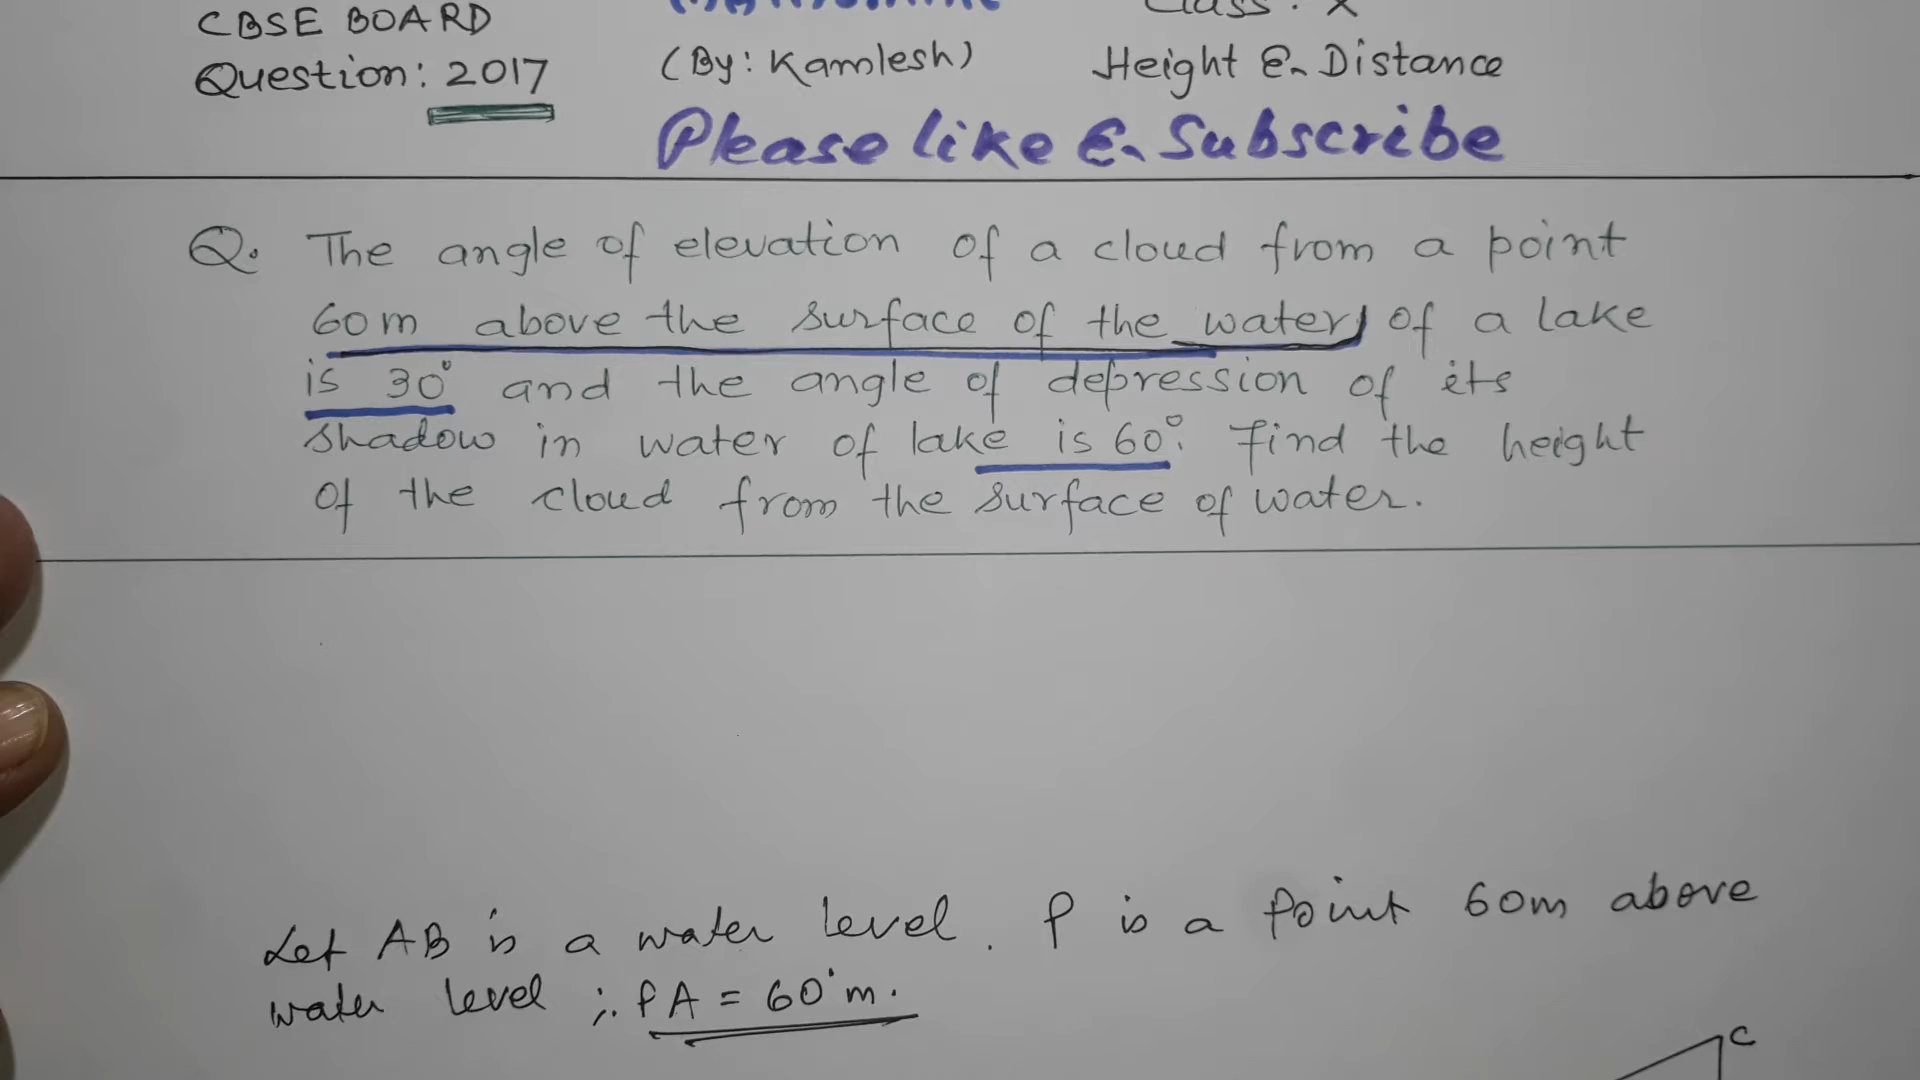 CBSE BOARD
Class: X
Question: 2017
(By: Kamlesh)
Height & Distance
Please like & Subscribe
Q. The angle of elevation of a cloud from a point
60m above the surface of the water of a lake
is 30° and the angle of depression of its
shadow in water of lake is 60°. Find the height
of the cloud from the surface of water.
Let AB is a water level. P is a point 60m above
water level ∴ PA = 60 m.
C